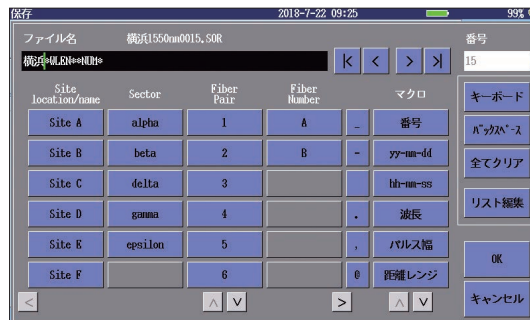 保存 2018-7-22 09:25 99%
ファイル名 横浜1550nm0015.SOR 番号
横浜*WLEN**NUM* |< < > >| 15
Site location/name Sector Fiber Pair Fiber Number マクロ キーボード
Site A alpha 1 A _ 番号 バックスペース
Site B beta 2 B - yy-mm-dd 全てクリア
Site C delta 3 hh-mm-ss リスト編集
Site D gamma 4 . 波長
Site E epsilon 5 , パルス幅 OK
Site F 6 @ 距離レンジ キャンセル
< ∧ ∨ > ∧ ∨